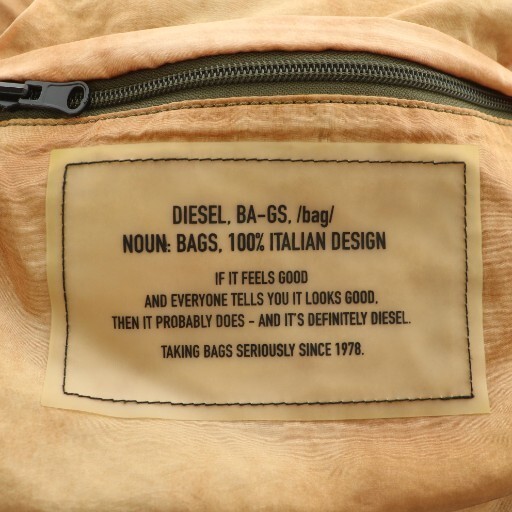 DIESEL, BA-GS, /bag/
NOUN: BAGS, 100% ITALIAN DESIGN
IF IT FEELS GOOD
AND EVERYONE TELLS YOU IT LOOKS GOOD,
THEN IT PROBABLY DOES - AND IT'S DEFINITELY DIESEL.
TAKING BAGS SERIOUSLY SINCE 1978.